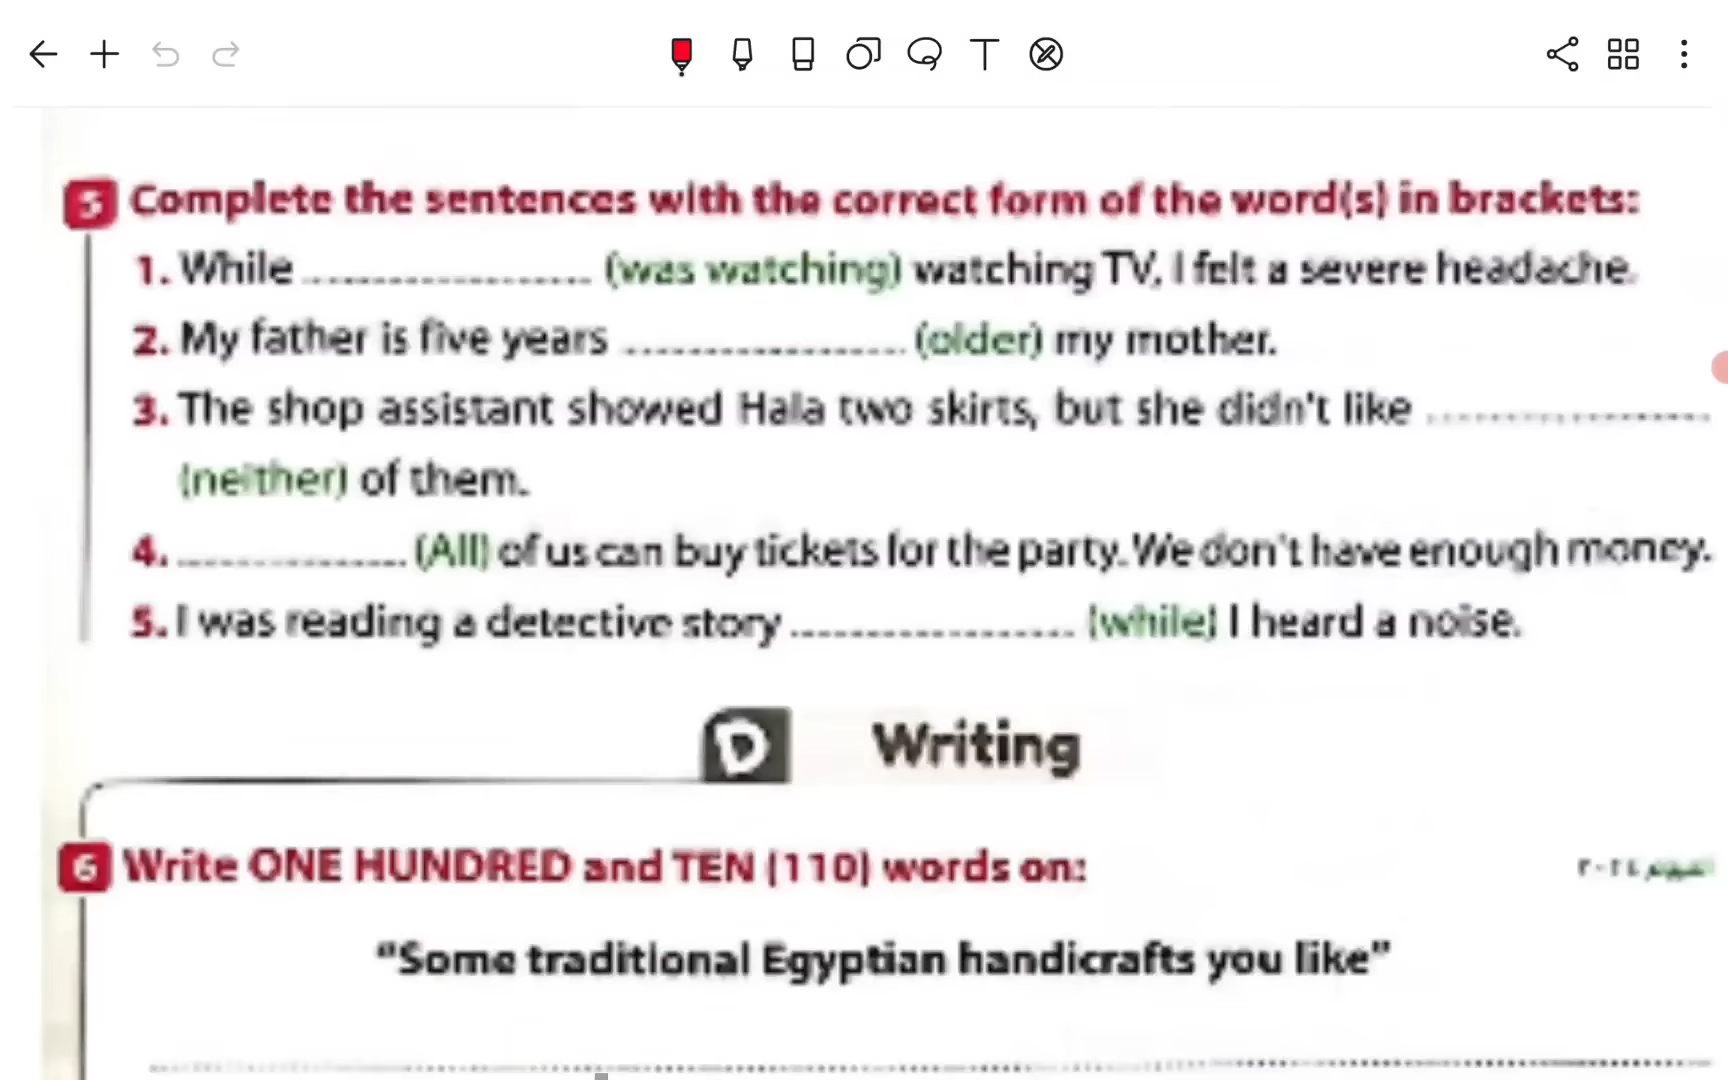 5 Complete the sentences with the correct form of the word(s) in brackets:
1. While .................... (was watching) watching TV, I felt a severe headache.
2. My father is five years .................... (older) my mother.
3. The shop assistant showed Hala two skirts, but she didn't like ....................
(neither) of them.
4. .................... (All) of us can buy tickets for the party. We don't have enough money.
5. I was reading a detective story .................... (while) I heard a noise.
D Writing
6 Write ONE HUNDRED and TEN (110) words on:
"Some traditional Egyptian handicrafts you like"